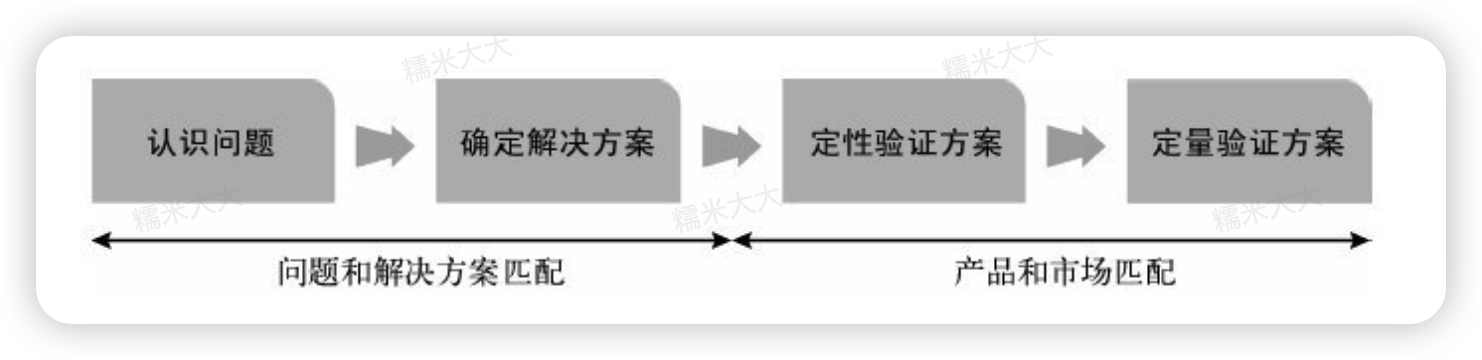 糯米大大
糯米大大
认识问题
确定解决方案
定性验证方案
定量验证方案
糯米大大
糯米大大
糯米大大
问题和解决方案匹配
产品和市场匹配